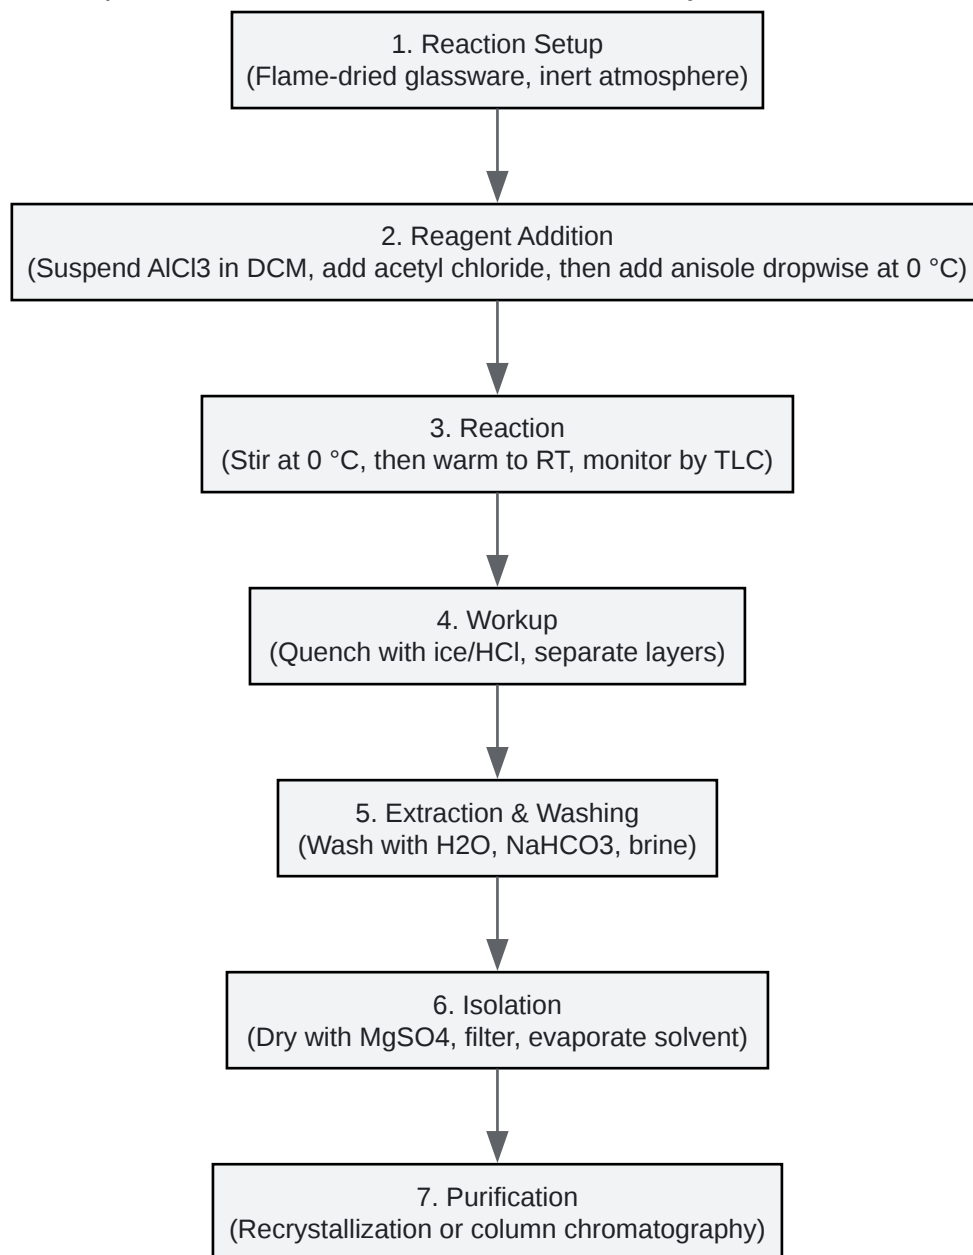 1. Reaction Setup
(Flame-dried glassware, inert atmosphere)
2. Reagent Addition
(Suspend AlCl3 in DCM, add acetyl chloride, then add anisole dropwise at 0 °C)
3. Reaction
(Stir at 0 °C, then warm to RT, monitor by TLC)
4. Workup
(Quench with ice/HCl, separate layers)
5. Extraction & Washing
(Wash with H2O, NaHCO3, brine)
6. Isolation
(Dry with MgSO4, filter, evaporate solvent)
7. Purification
(Recrystallization or column chromatography)